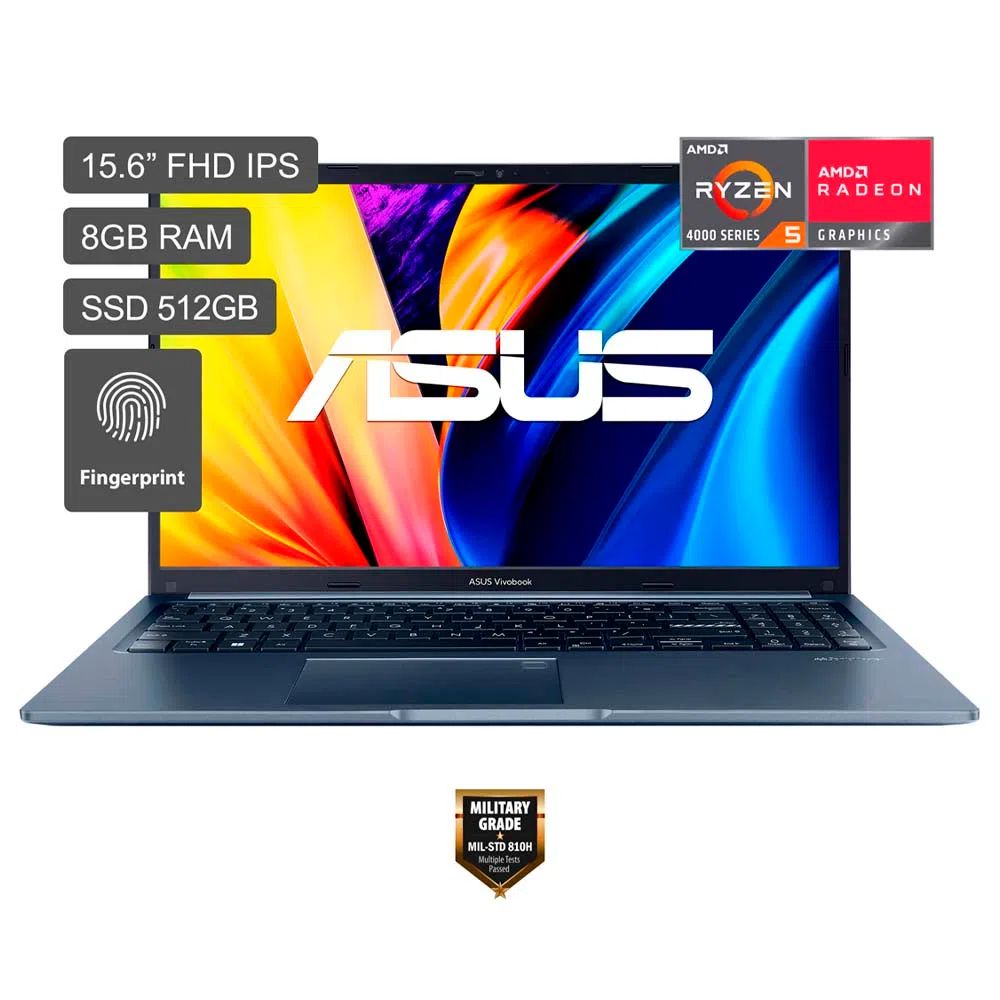 15.6” FHD IPS
8GB RAM
SSD 512GB
Fingerprint
AMD
RYZEN
4000 SERIES 5
AMD
RADEON
GRAPHICS
ASUS
ASUS Vivobook
MILITARY
GRADE
MIL-STD 810H
Multiple Tests
Passed